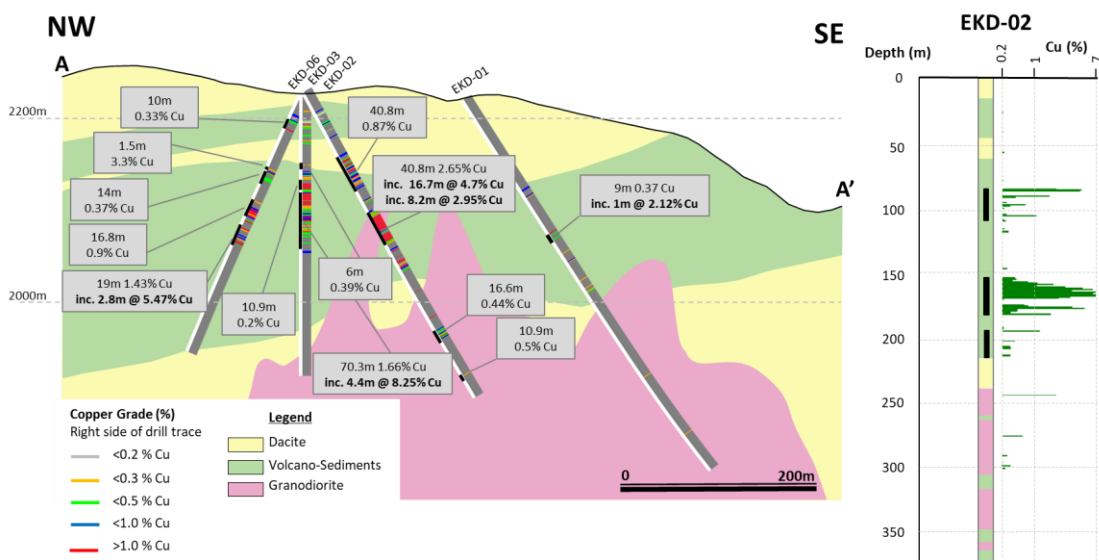 NW
SE
EKD-02
A
EKD-06
EKD-03
EKD-02
EKD-01
Depth (m)
Cu (%)
0.2
1
7
2200m
2000m
10m
0.33% Cu
1.5m
3.3% Cu
14m
0.37% Cu
16.8m
0.9% Cu
19m 1.43% Cu
inc. 2.8m @ 5.47% Cu
10.9m
0.2% Cu
40.8m
0.87% Cu
40.8m 2.65% Cu
inc. 16.7m @ 4.7% Cu
inc. 8.2m @ 2.95% Cu
6m
0.39% Cu
70.3m 1.66% Cu
inc. 4.4m @ 8.25% Cu
16.6m
0.44% Cu
10.9m
0.5% Cu
9m 0.37 Cu
inc. 1m @ 2.12% Cu
A’
Copper Grade (%)
Right side of drill trace
<0.2 % Cu
<0.3 % Cu
<0.5 % Cu
<1.0 % Cu
>1.0 % Cu
Legend
Dacite
Volcano-Sediments
Granodiorite
0
200m
0
50
100
150
200
250
300
350